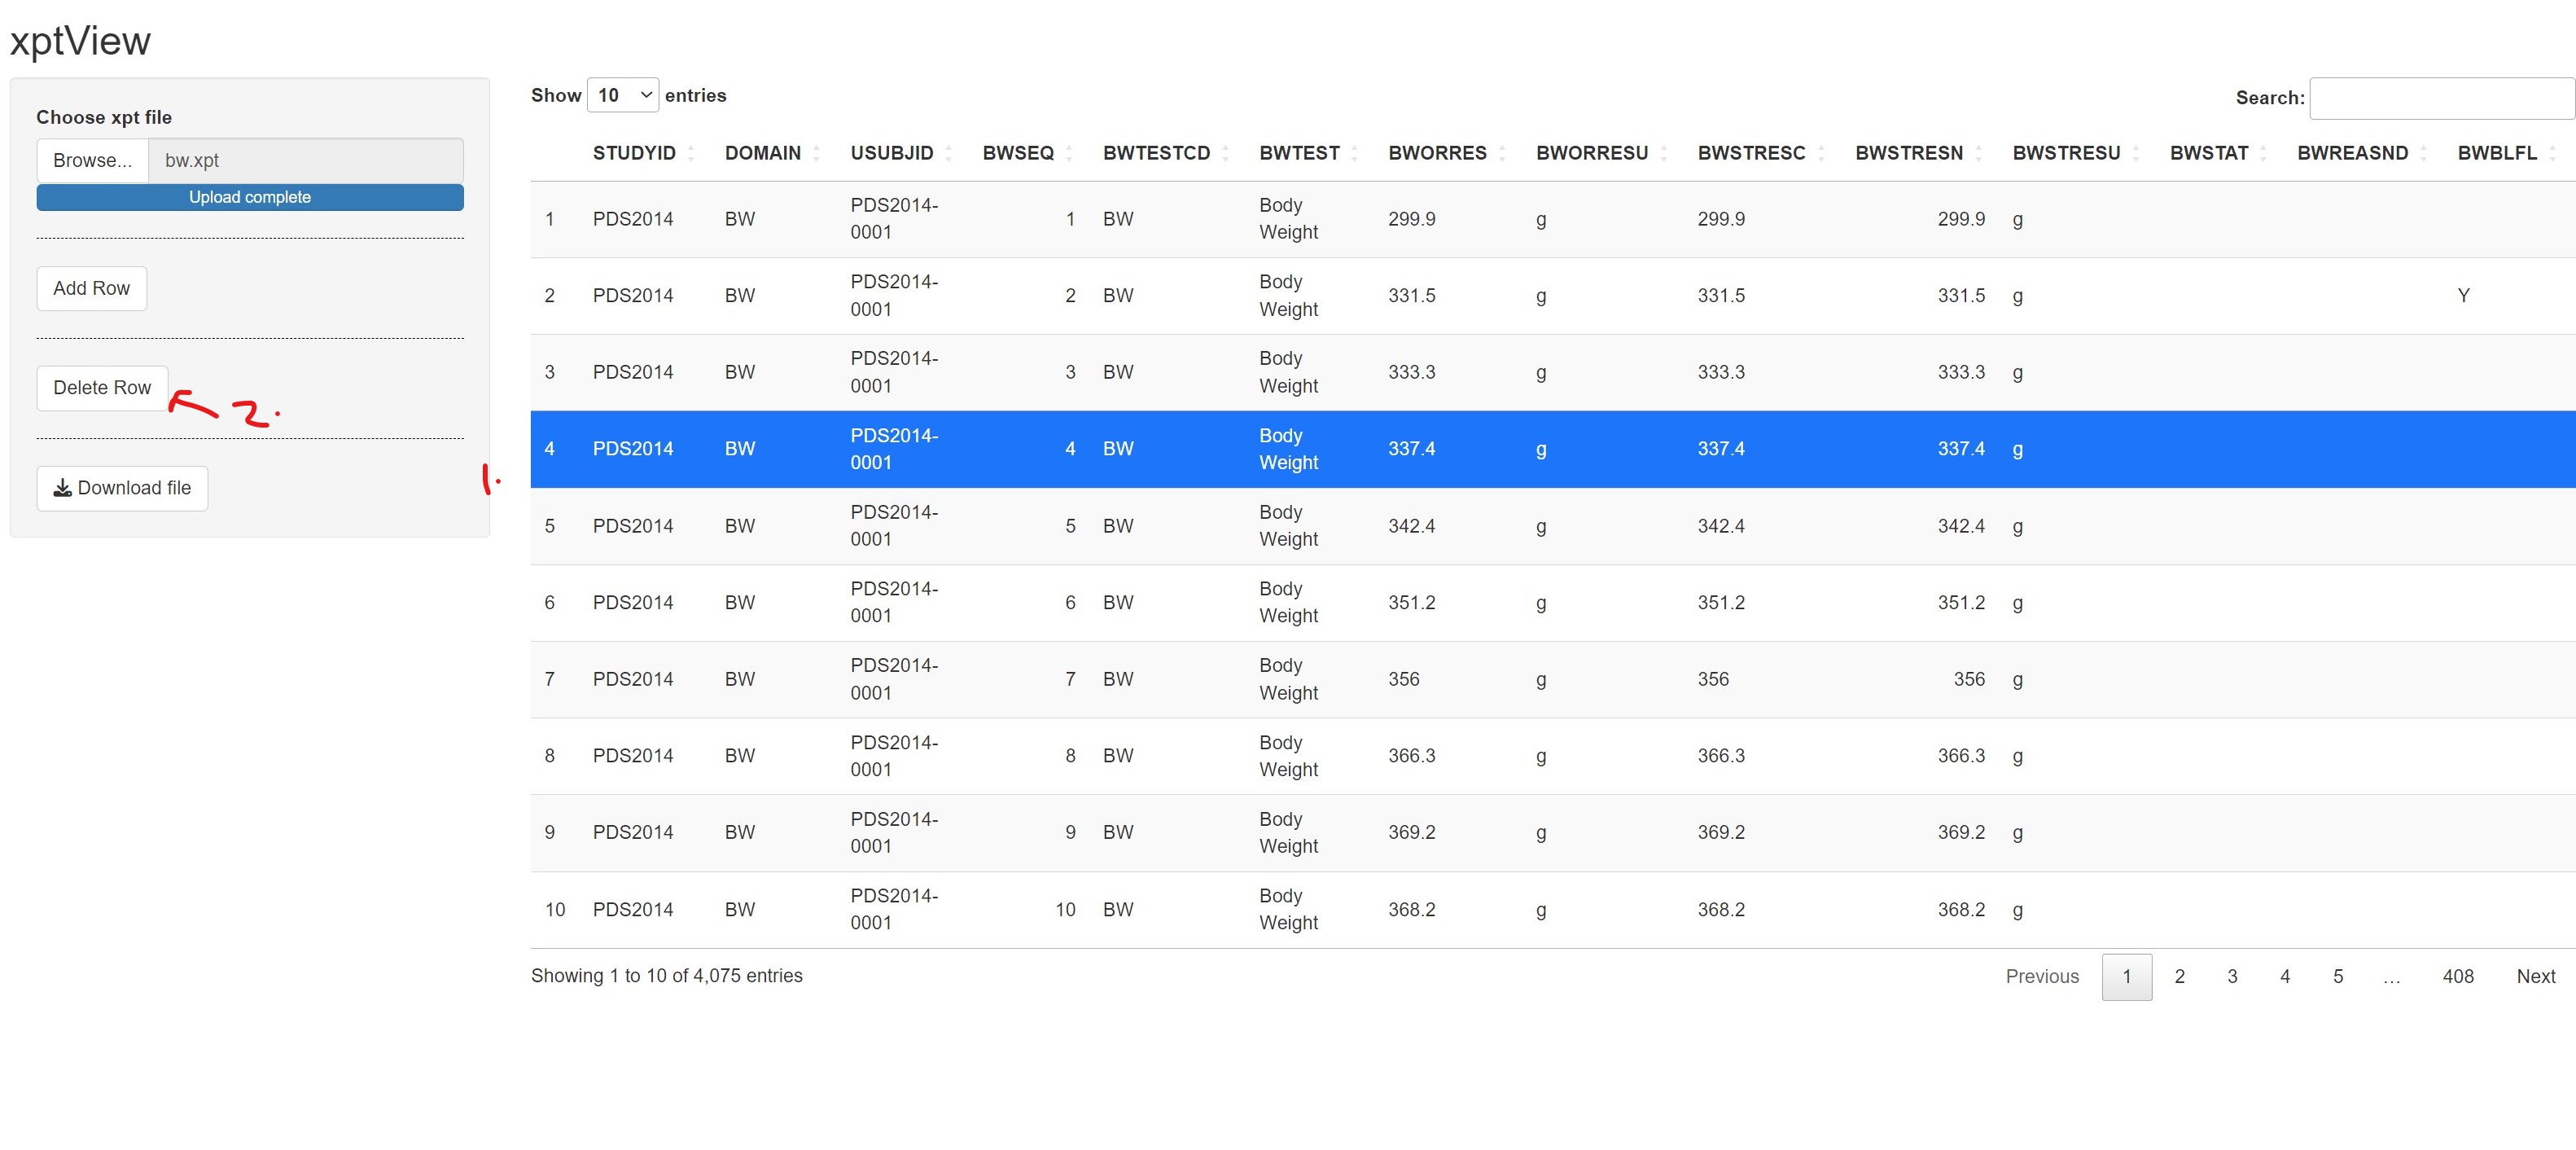 xptView
Choose xpt file
Browse... bw.xpt
Upload complete
Add Row
Delete Row
2.
1.
Download file
Show 10 entries
Search:
STUDYID DOMAIN USUBJID BWSEQ BWTESTCD BWTEST BWORRES BWORRESU BWSTRESC BWSTRESN BWSTRESU BWSTAT BWREASND BWBLFL
1 PDS2014 BW PDS2014-0001 1 BW Body Weight 299.9 g 299.9 299.9 g
2 PDS2014 BW PDS2014-0001 2 BW Body Weight 331.5 g 331.5 331.5 g Y
3 PDS2014 BW PDS2014-0001 3 BW Body Weight 333.3 g 333.3 333.3 g
4 PDS2014 BW PDS2014-0001 4 BW Body Weight 337.4 g 337.4 337.4 g
5 PDS2014 BW PDS2014-0001 5 BW Body Weight 342.4 g 342.4 342.4 g
6 PDS2014 BW PDS2014-0001 6 BW Body Weight 351.2 g 351.2 351.2 g
7 PDS2014 BW PDS2014-0001 7 BW Body Weight 356 g 356 356 g
8 PDS2014 BW PDS2014-0001 8 BW Body Weight 366.3 g 366.3 366.3 g
9 PDS2014 BW PDS2014-0001 9 BW Body Weight 369.2 g 369.2 369.2 g
10 PDS2014 BW PDS2014-0001 10 BW Body Weight 368.2 g 368.2 368.2 g
Showing 1 to 10 of 4,075 entries
Previous 1 2 3 4 5 ... 408 Next